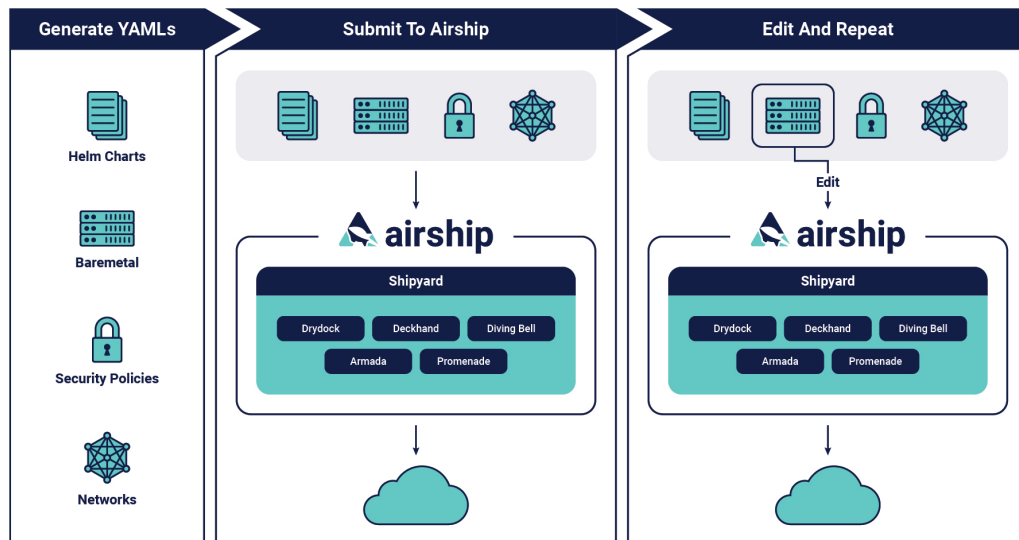 Generate YAMLs
Submit To Airship
Edit And Repeat
Helm Charts
Baremetal
Security Policies
Networks
airship
Shipyard
Drydock
Deckhand
Diving Bell
Armada
Promenade
Edit
airship
Shipyard
Drydock
Deckhand
Diving Bell
Armada
Promenade